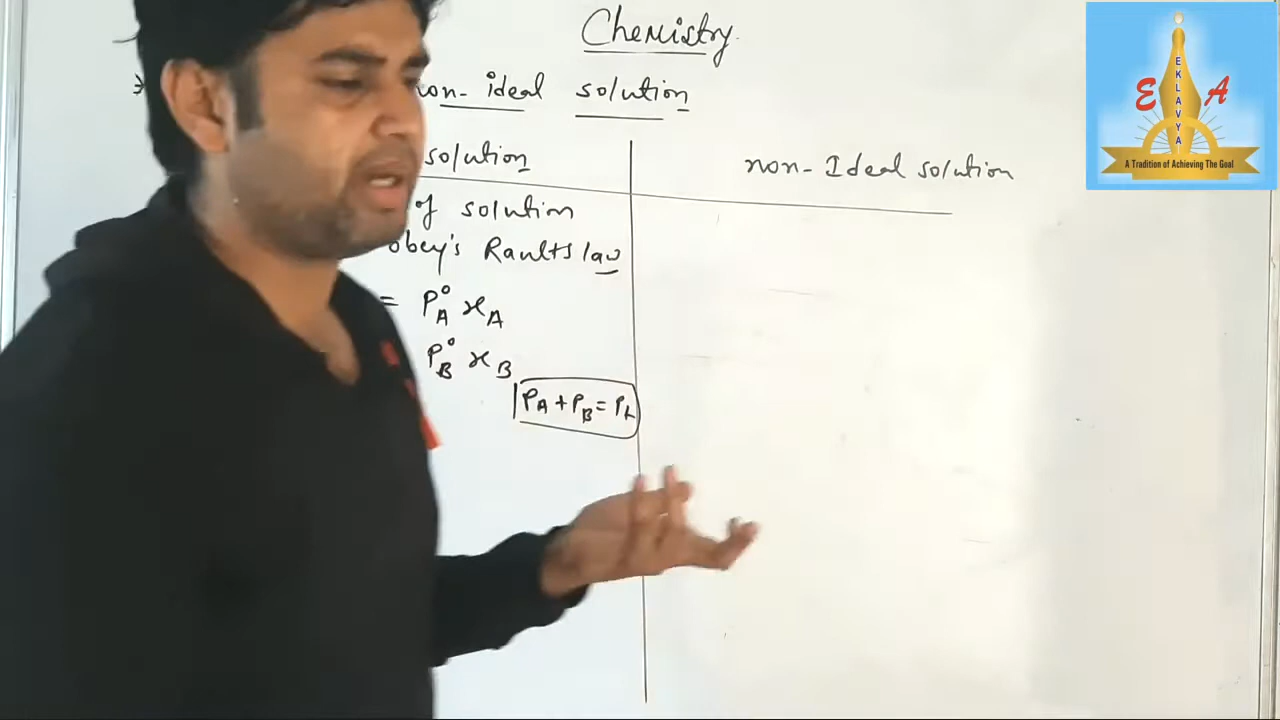 Chemistry
non-ideal solution
solution
non-Ideal solution
of solution
obey's Raults law
= P°A xA
P°B xB
PA + PB = Pt
E A
EKLAVYA
A Tradition of Achieving The Goal